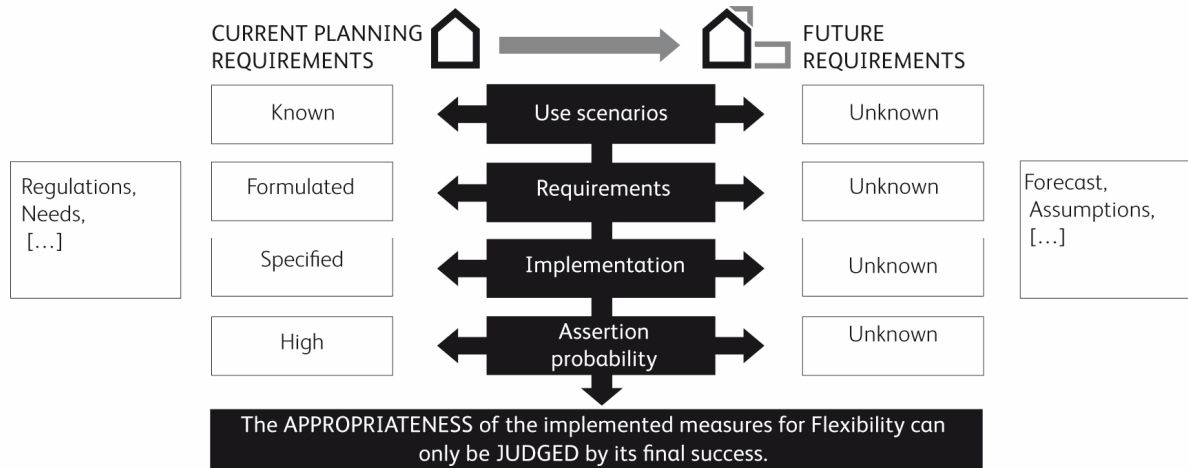 CURRENT PLANNING
REQUIREMENTS
FUTURE
REQUIREMENTS
Known
Use scenarios
Unknown
Regulations,
Needs,
[…]
Formulated
Requirements
Unknown
Forecast,
Assumptions,
[…]
Specified
Implementation
Unknown
High
Assertion
probability
Unknown
The APPROPRIATENESS of the implemented measures for Flexibility can
only be JUDGED by its final success.